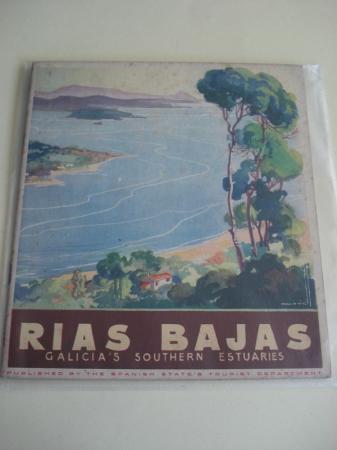 RIAS BAJAS
GALICIA'S SOUTHERN ESTUARIES
PUBLISHED BY THE SPANISH STATE'S TOURIST DEPARTMENT